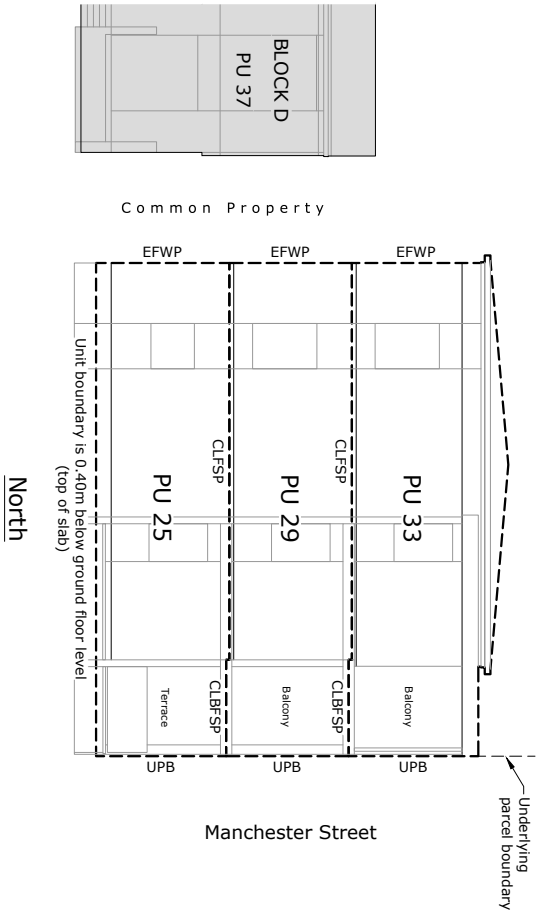 BLOCK D
PU 37
Common Property
EFWP
EFWP
EFWP
PU 25
PU 29
PU 33
CLFSP
CLFSP
Terrace
Balcony
Balcony
CLBFSP
CLBFSP
UPB
UPB
UPB
Unit boundary is 0.40m below ground floor level
(top of slab)
North
Manchester Street
Underlying
parcel boundary